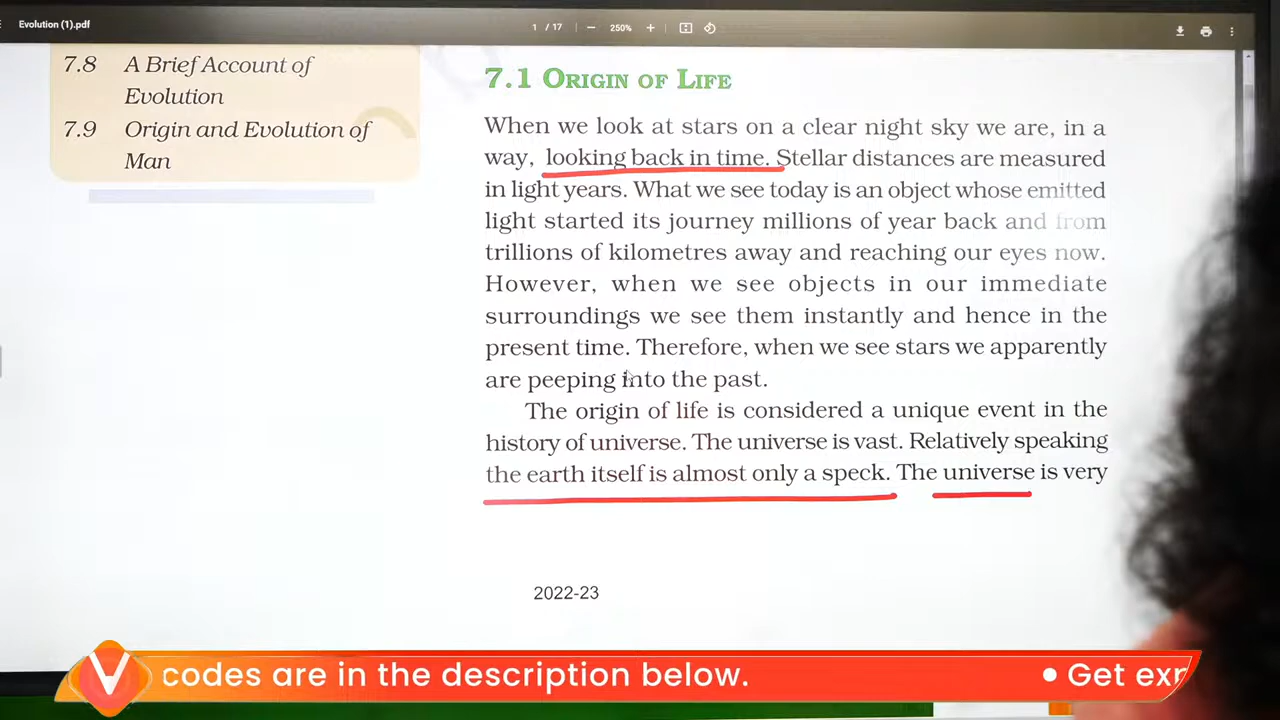 Evolution (1).pdf
1 / 17
250%
7.8 A Brief Account of
Evolution
7.9 Origin and Evolution of
Man
7.1 ORIGIN OF LIFE
When we look at stars on a clear night sky we are, in a
way, looking back in time. Stellar distances are measured
in light years. What we see today is an object whose emitted
light started its journey millions of year back and from
trillions of kilometres away and reaching our eyes now.
However, when we see objects in our immediate
surroundings we see them instantly and hence in the
present time. Therefore, when we see stars we apparently
are peeping into the past.
The origin of life is considered a unique event in the
history of universe. The universe is vast. Relatively speaking
the earth itself is almost only a speck. The universe is very
2022-23
V codes are in the description below.
• Get exp